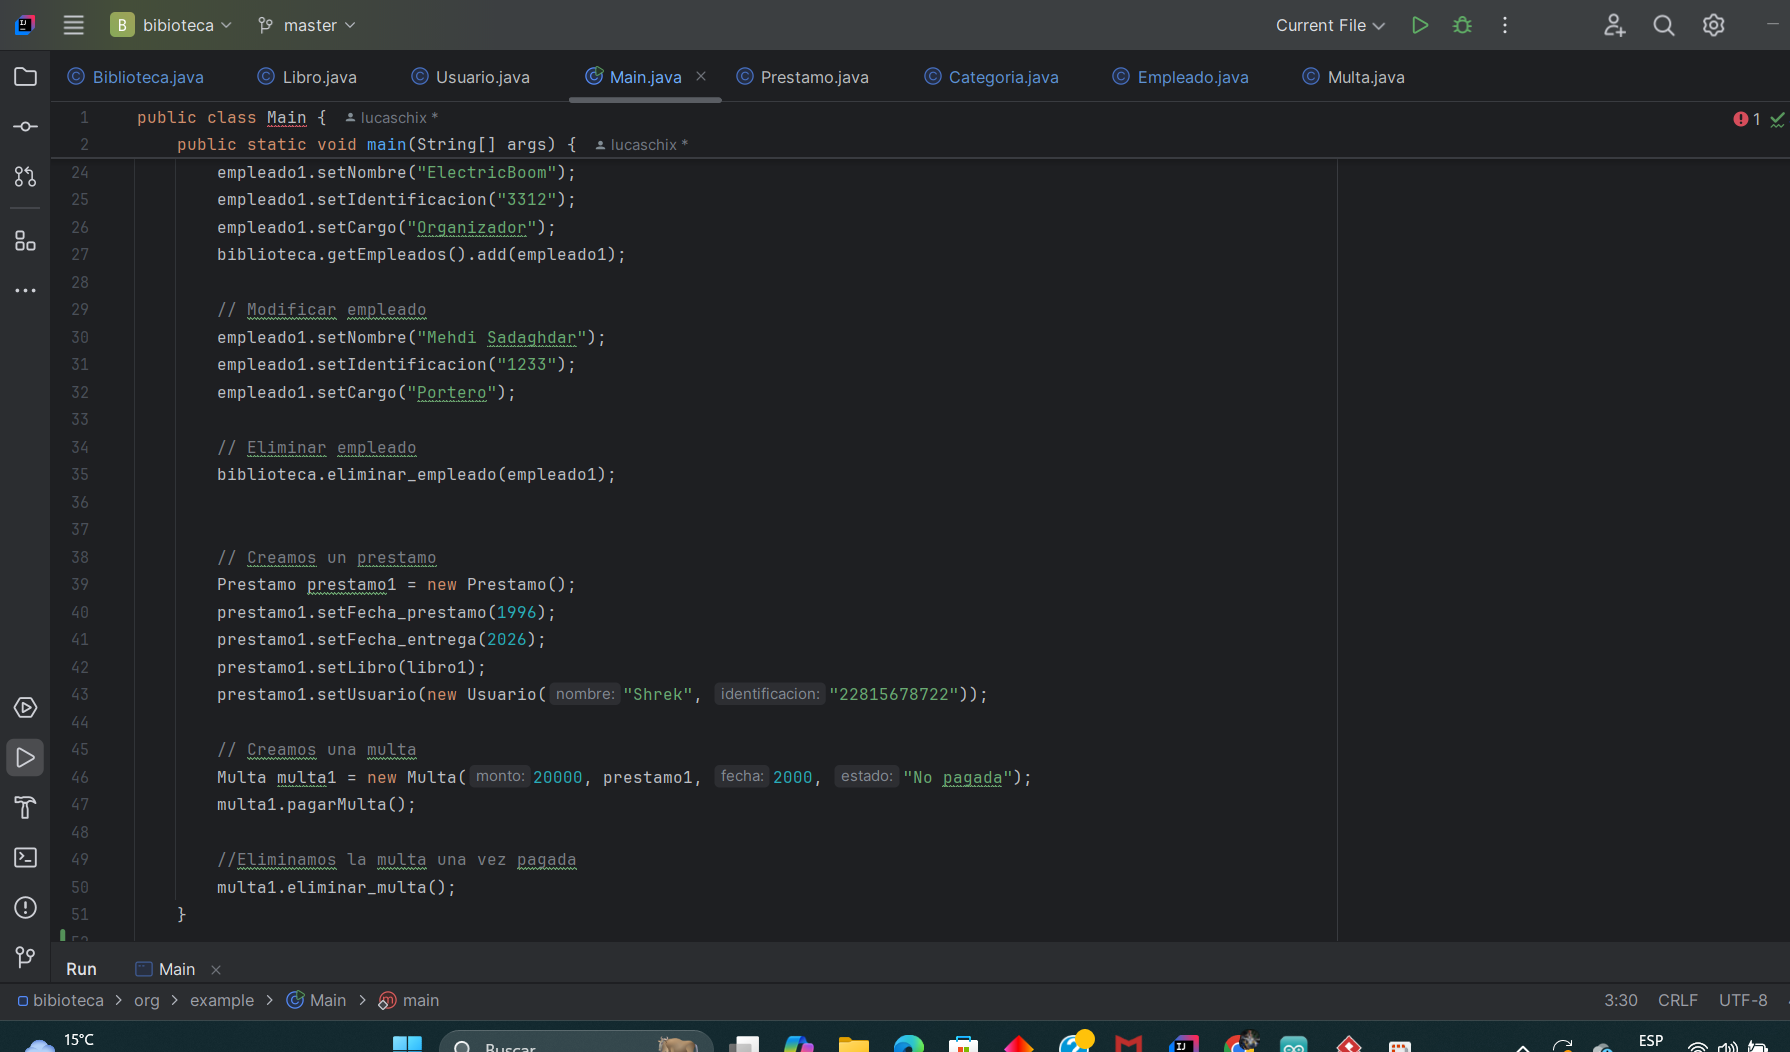 B bibioteca master Current File
Biblioteca.java Libro.java Usuario.java Main.java Prestamo.java Categoria.java Empleado.java Multa.java
1 public class Main { lucaschix *
1
2 public static void main(String[] args) { lucaschix *
24 empleado1.setNombre("ElectricBoom");
25 empleado1.setIdentificacion("3312");
26 empleado1.setCargo("Organizador");
27 biblioteca.getEmpleados().add(empleado1);
28
29 // Modificar empleado
30 empleado1.setNombre("Mehdi Sadaghdar");
31 empleado1.setIdentificacion("1233");
32 empleado1.setCargo("Portero");
33
34 // Eliminar empleado
35 biblioteca.eliminar_empleado(empleado1);
36
37
38 // Creamos un prestamo
39 Prestamo prestamo1 = new Prestamo();
40 prestamo1.setFecha_prestamo(1996);
41 prestamo1.setFecha_entrega(2026);
42 prestamo1.setLibro(libro1);
43 prestamo1.setUsuario(new Usuario( nombre: "Shrek", identificacion: "22815678722"));
44
45 // Creamos una multa
46 Multa multa1 = new Multa( monto: 20000, prestamo1, fecha: 2000, estado: "No pagada");
47 multa1.pagarMulta();
48
49 //Eliminamos la multa una vez pagada
50 multa1.eliminar_multa();
51 }
52
Run Main
bibioteca > org > example > Main > main 3:30 CRLF UTF-8
15°C Buscar ESP